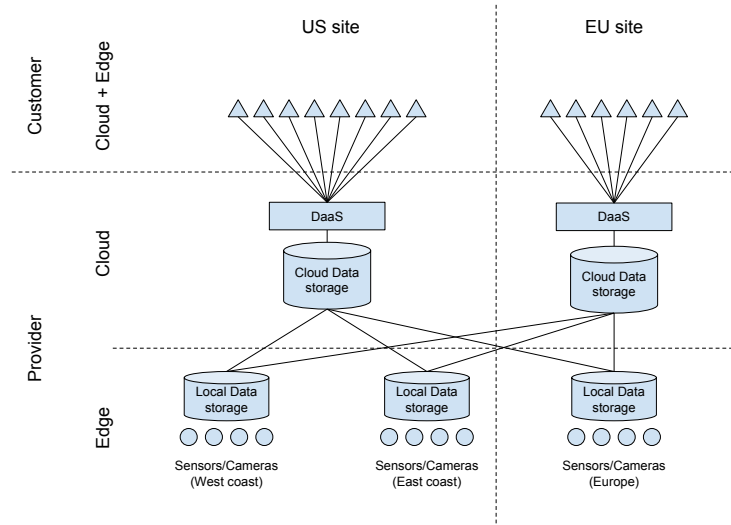 US site
EU site
Customer
Cloud + Edge
DaaS
DaaS
Provider
Cloud
Cloud Data
storage
Cloud Data
storage
Edge
Local Data
storage
Local Data
storage
Local Data
storage
Sensors/Cameras
(West coast)
Sensors/Cameras
(East coast)
Sensors/Cameras
(Europe)